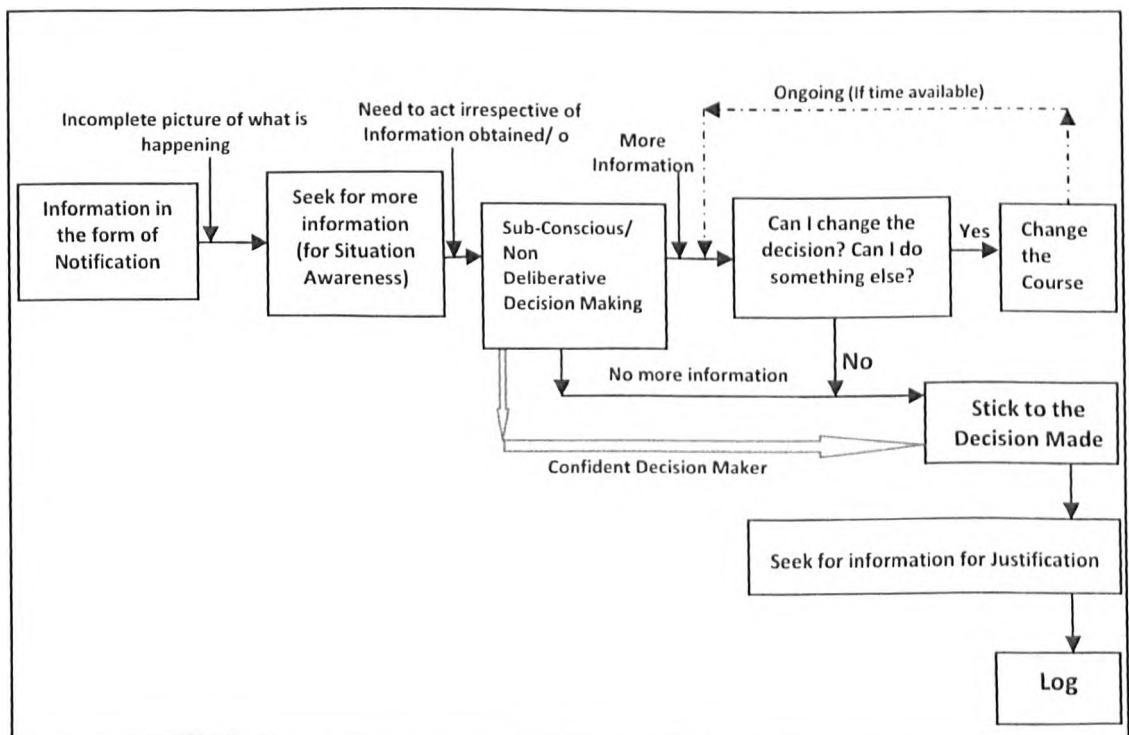 Incomplete picture of what is
happening
Need to act irrespective of
Information obtained/ o
More
Information
Ongoing (If time available)
Information in
the form of
Notification
Seek for more
information
(for Situation
Awareness)
Sub-Conscious/
Non
Deliberative
Decision Making
Can I change the
decision? Can I do
something else?
Yes
Change
the
Course
No more information
No
Stick to the
Decision Made
Confident Decision Maker
Seek for information for Justification
Log